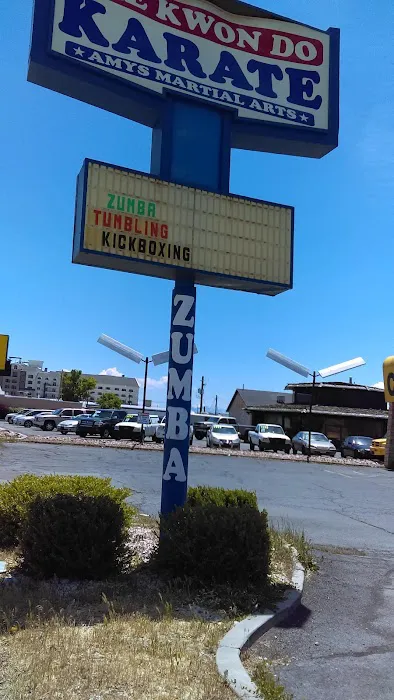 KWON DO
KARATE
AMYS MARTIAL ARTS
ZUMBA
TUMBLING
KICKBOXING
ZUMBA